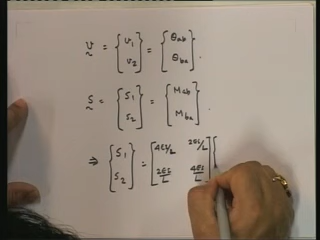 v = { v1 v2 } = { θab θba }.
S = { S1 S2 } = { Mab Mba }.
⇒ { S1 S2 } = [ 4EI/L 2EI/L 2EI/L 4EI/L ] {